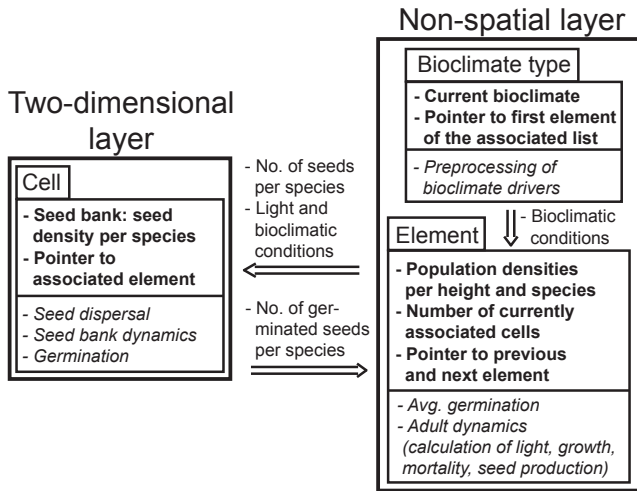 Two-dimensional
layer
Cell
- Seed bank: seed
density per species
- Pointer to
associated element
- Seed dispersal
- Seed bank dynamics
- Germination
- No. of seeds
per species
- Light and
bioclimatic
conditions
- No. of ger-
minated seeds
per species
Non-spatial layer
Bioclimate type
- Current bioclimate
- Pointer to first element
of the associated list
- Preprocessing of
bioclimate drivers
- Bioclimatic
conditions
Element
- Population densities
per height and species
- Number of currently
associated cells
- Pointer to previous
and next element
- Avg. germination
- Adult dynamics
(calculation of light, growth,
mortality, seed production)